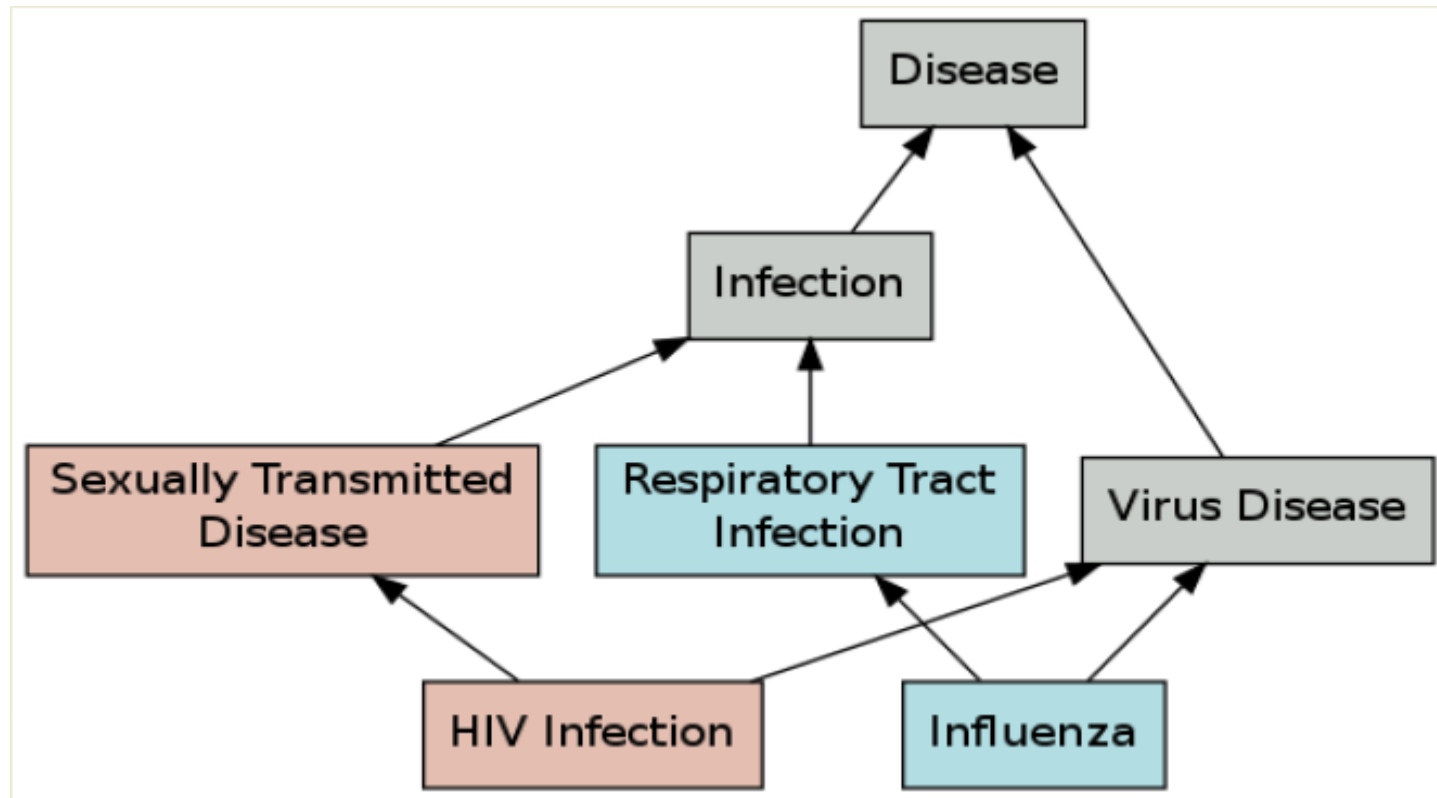 Disease
Infection
Sexually Transmitted
Disease
Respiratory Tract
Infection
Virus Disease
HIV Infection
Influenza